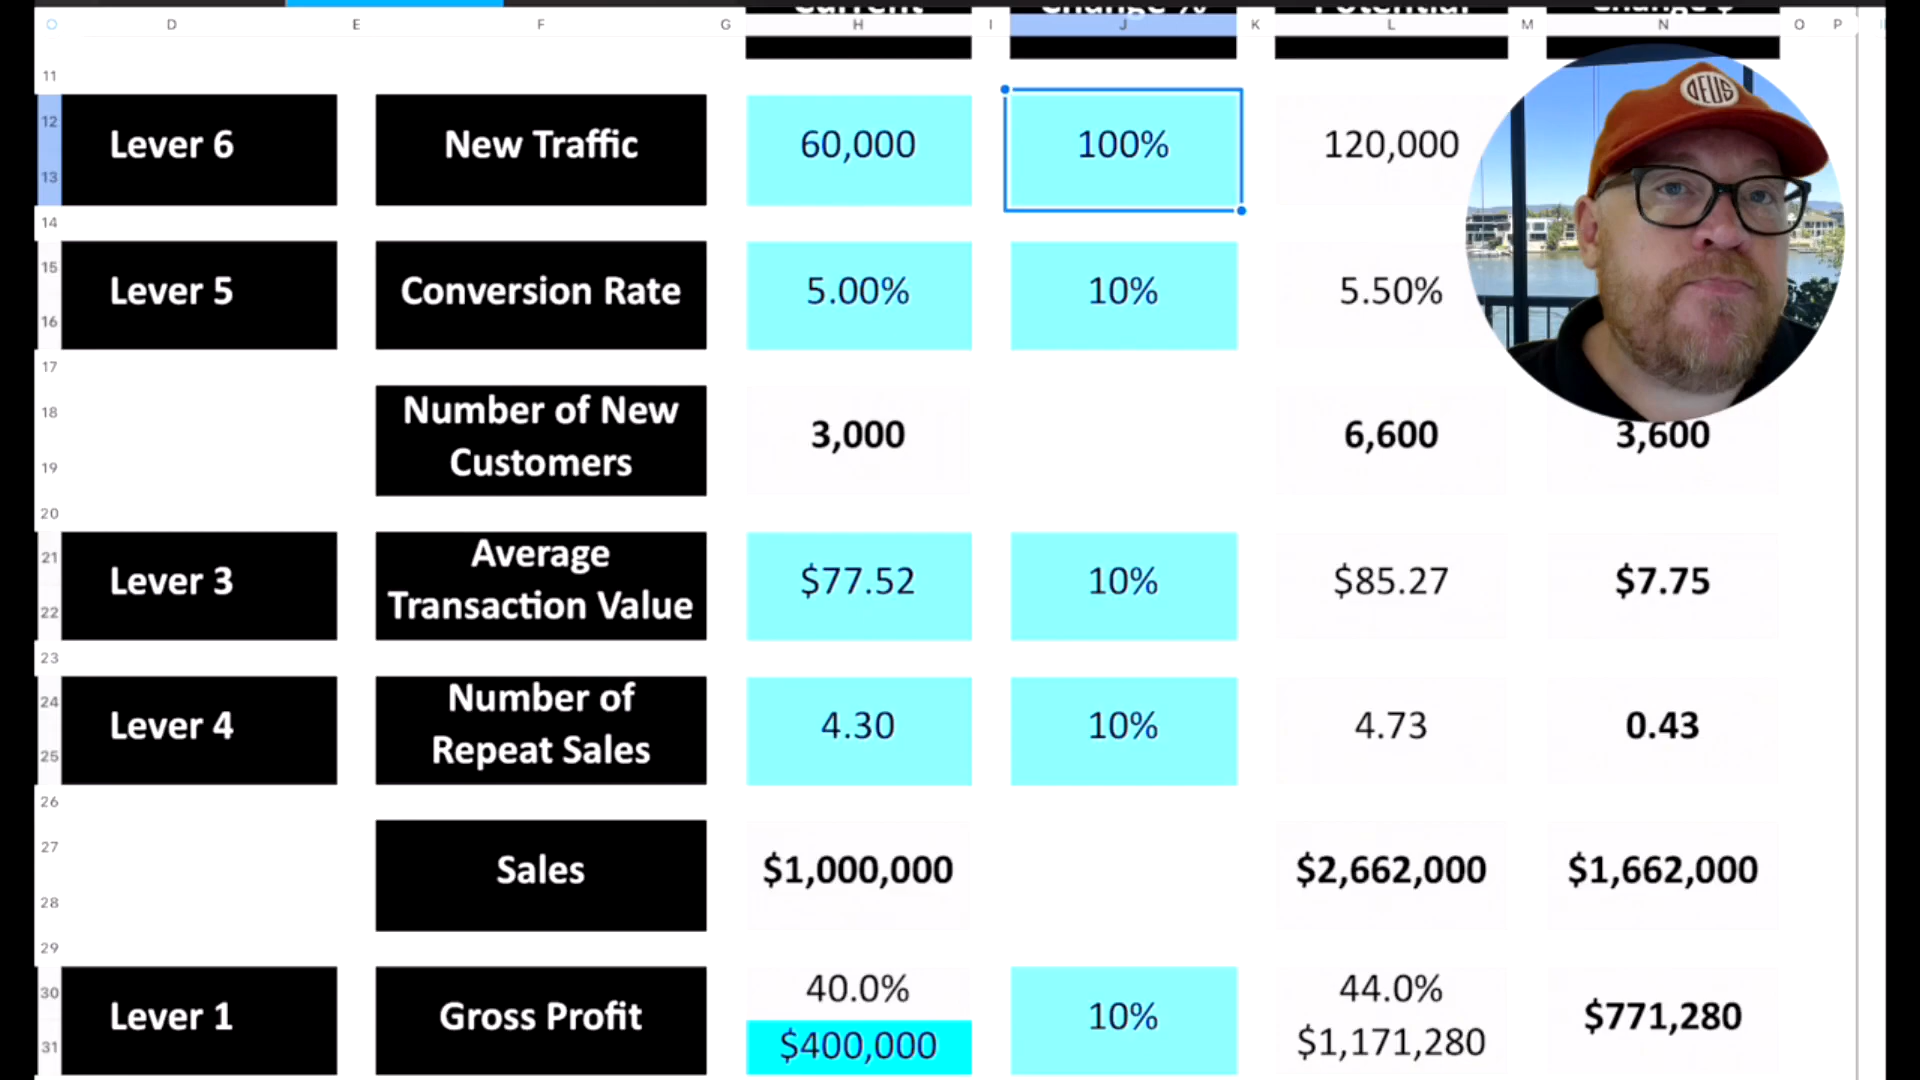 Current Change % Potential Change $
D E F G H I J K L M N O P
11
12
13
Lever 6 New Traffic 60,000 100% 120,000
DEUS
14
15
16
Lever 5 Conversion Rate 5.00% 10% 5.50%
17
18
19
Number of New
Customers
3,000 6,600 3,600
20
21
22
Lever 3
Average
Transaction Value
$77.52 10% $85.27 $7.75
23
24
25
Lever 4
Number of
Repeat Sales
4.30 10% 4.73 0.43
26
27
28
Sales $1,000,000 $2,662,000 $1,662,000
29
30
31
Lever 1 Gross Profit
40.0%
$400,000
10%
44.0%
$1,171,280
$771,280